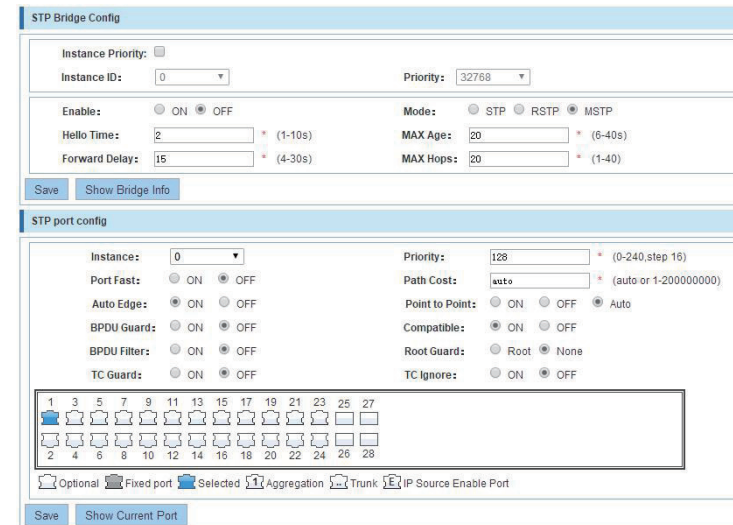 STP Bridge Config
Instance Priority:
Instance ID: 0 Priority: 32768
Enable: ON OFF Mode: STP RSTP MSTP
Hello Time: 2 * (1-10s) MAX Age: 20 * (6-40s)
Forward Delay: 15 * (4-30s) MAX Hops: 20 * (1-40)
Save Show Bridge Info
STP port config
Instance: 0 Priority: 128 * (0-240,step 16)
Port Fast: ON OFF Path Cost: auto * (auto or 1-200000000)
Auto Edge: ON OFF Point to Point: ON OFF Auto
BPDU Guard: ON OFF Compatible: ON OFF
BPDU Filter: ON OFF Root Guard: Root None
TC Guard: ON OFF TC Ignore: ON OFF
1 3 5 7 9 11 13 15 17 19 21 23 25 27
2 4 6 8 10 12 14 16 18 20 22 24 26 28
Optional Fixed port Selected 1 Aggregation .. Trunk E IP Source Enable Port
Save Show Current Port